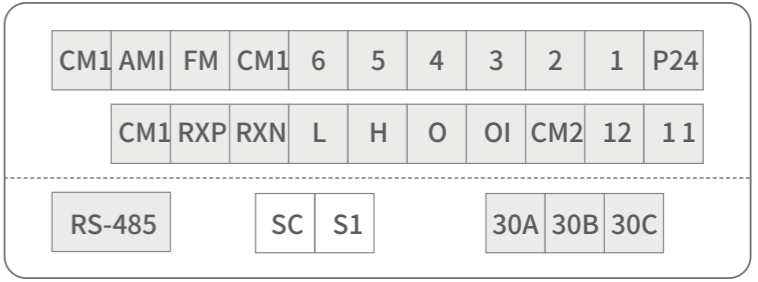 CM1 AMI FM CM1 6 5 4 3 2 1 P24
CM1 RXP RXN L H O OI CM2 12 11
RS-485 SC S1 30A 30B 30C